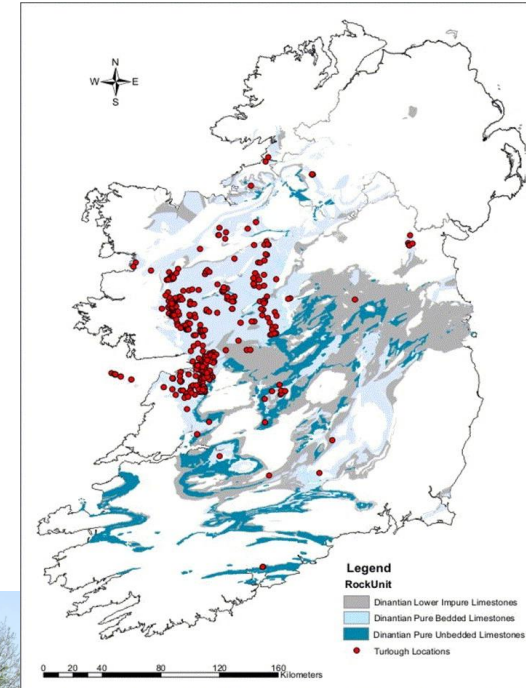 N
W E
S
Legend
RockUnit
Dinantian Lower Impure Limestones
Dinantian Pure Bedded Limestones
Dinantian Pure Unbedded Limestones
Turlough Locations
0 20 40 80 120 160
Kilometers